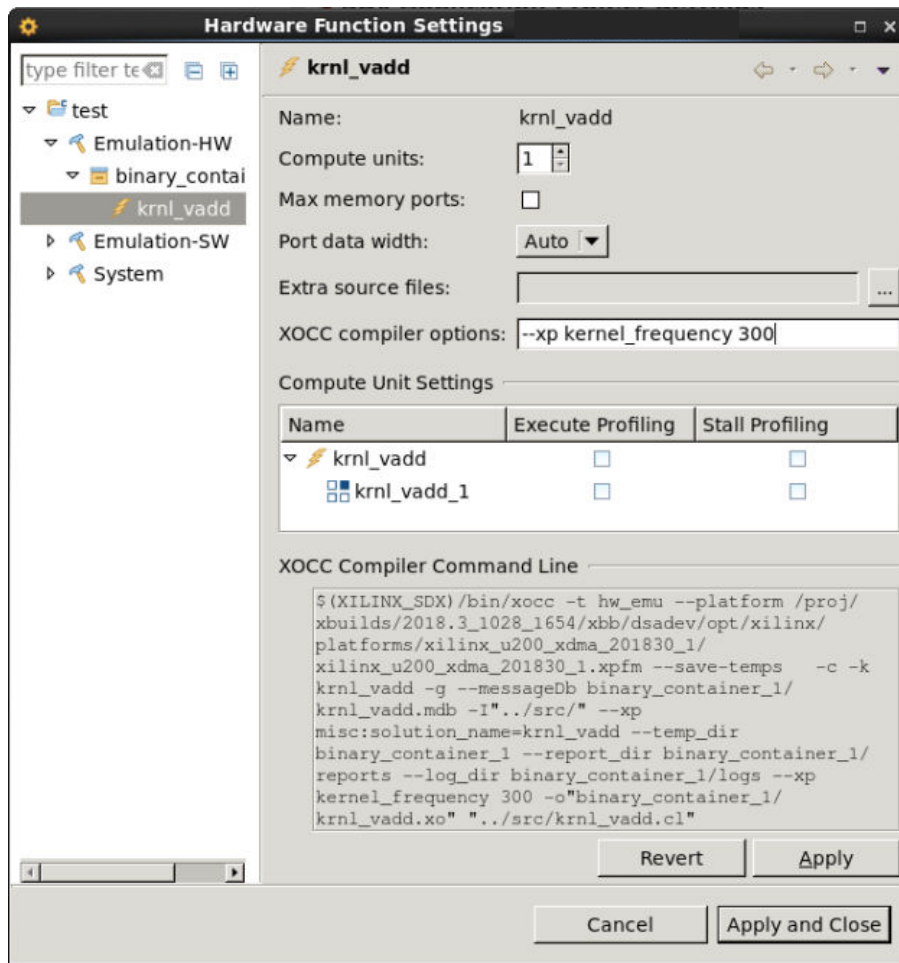 Hardware Function Settings
type filter te
test
Emulation-HW
binary_contai
krnl_vadd
Emulation-SW
System
krnl_vadd
Name: krnl_vadd
Compute units: 1
Max memory ports:
Port data width: Auto
Extra source files: ...
XOCC compiler options: --xp kernel_frequency 300
Compute Unit Settings
Name Execute Profiling Stall Profiling
krnl_vadd
krnl_vadd_1
XOCC Compiler Command Line
$(XILINX_SDX)/bin/xocc -t hw_emu --platform /proj/
xbuilds/2018.3_1028_1654/xbb/dsadev/opt/xilinx/
platforms/xilinx_u200_xdma_201830_1/
xilinx_u200_xdma_201830_1.xpfm --save-temps -c -k
krnl_vadd -g --messageDb binary_container_1/
krnl_vadd.mdb -I"../src/" --xp
misc:solution_name=krnl_vadd --temp_dir
binary_container_1 --report_dir binary_container_1/
reports --log_dir binary_container_1/logs --xp
kernel_frequency 300 -o"binary_container_1/
krnl_vadd.xo" "../src/krnl_vadd.cl"
Revert Apply
Cancel Apply and Close